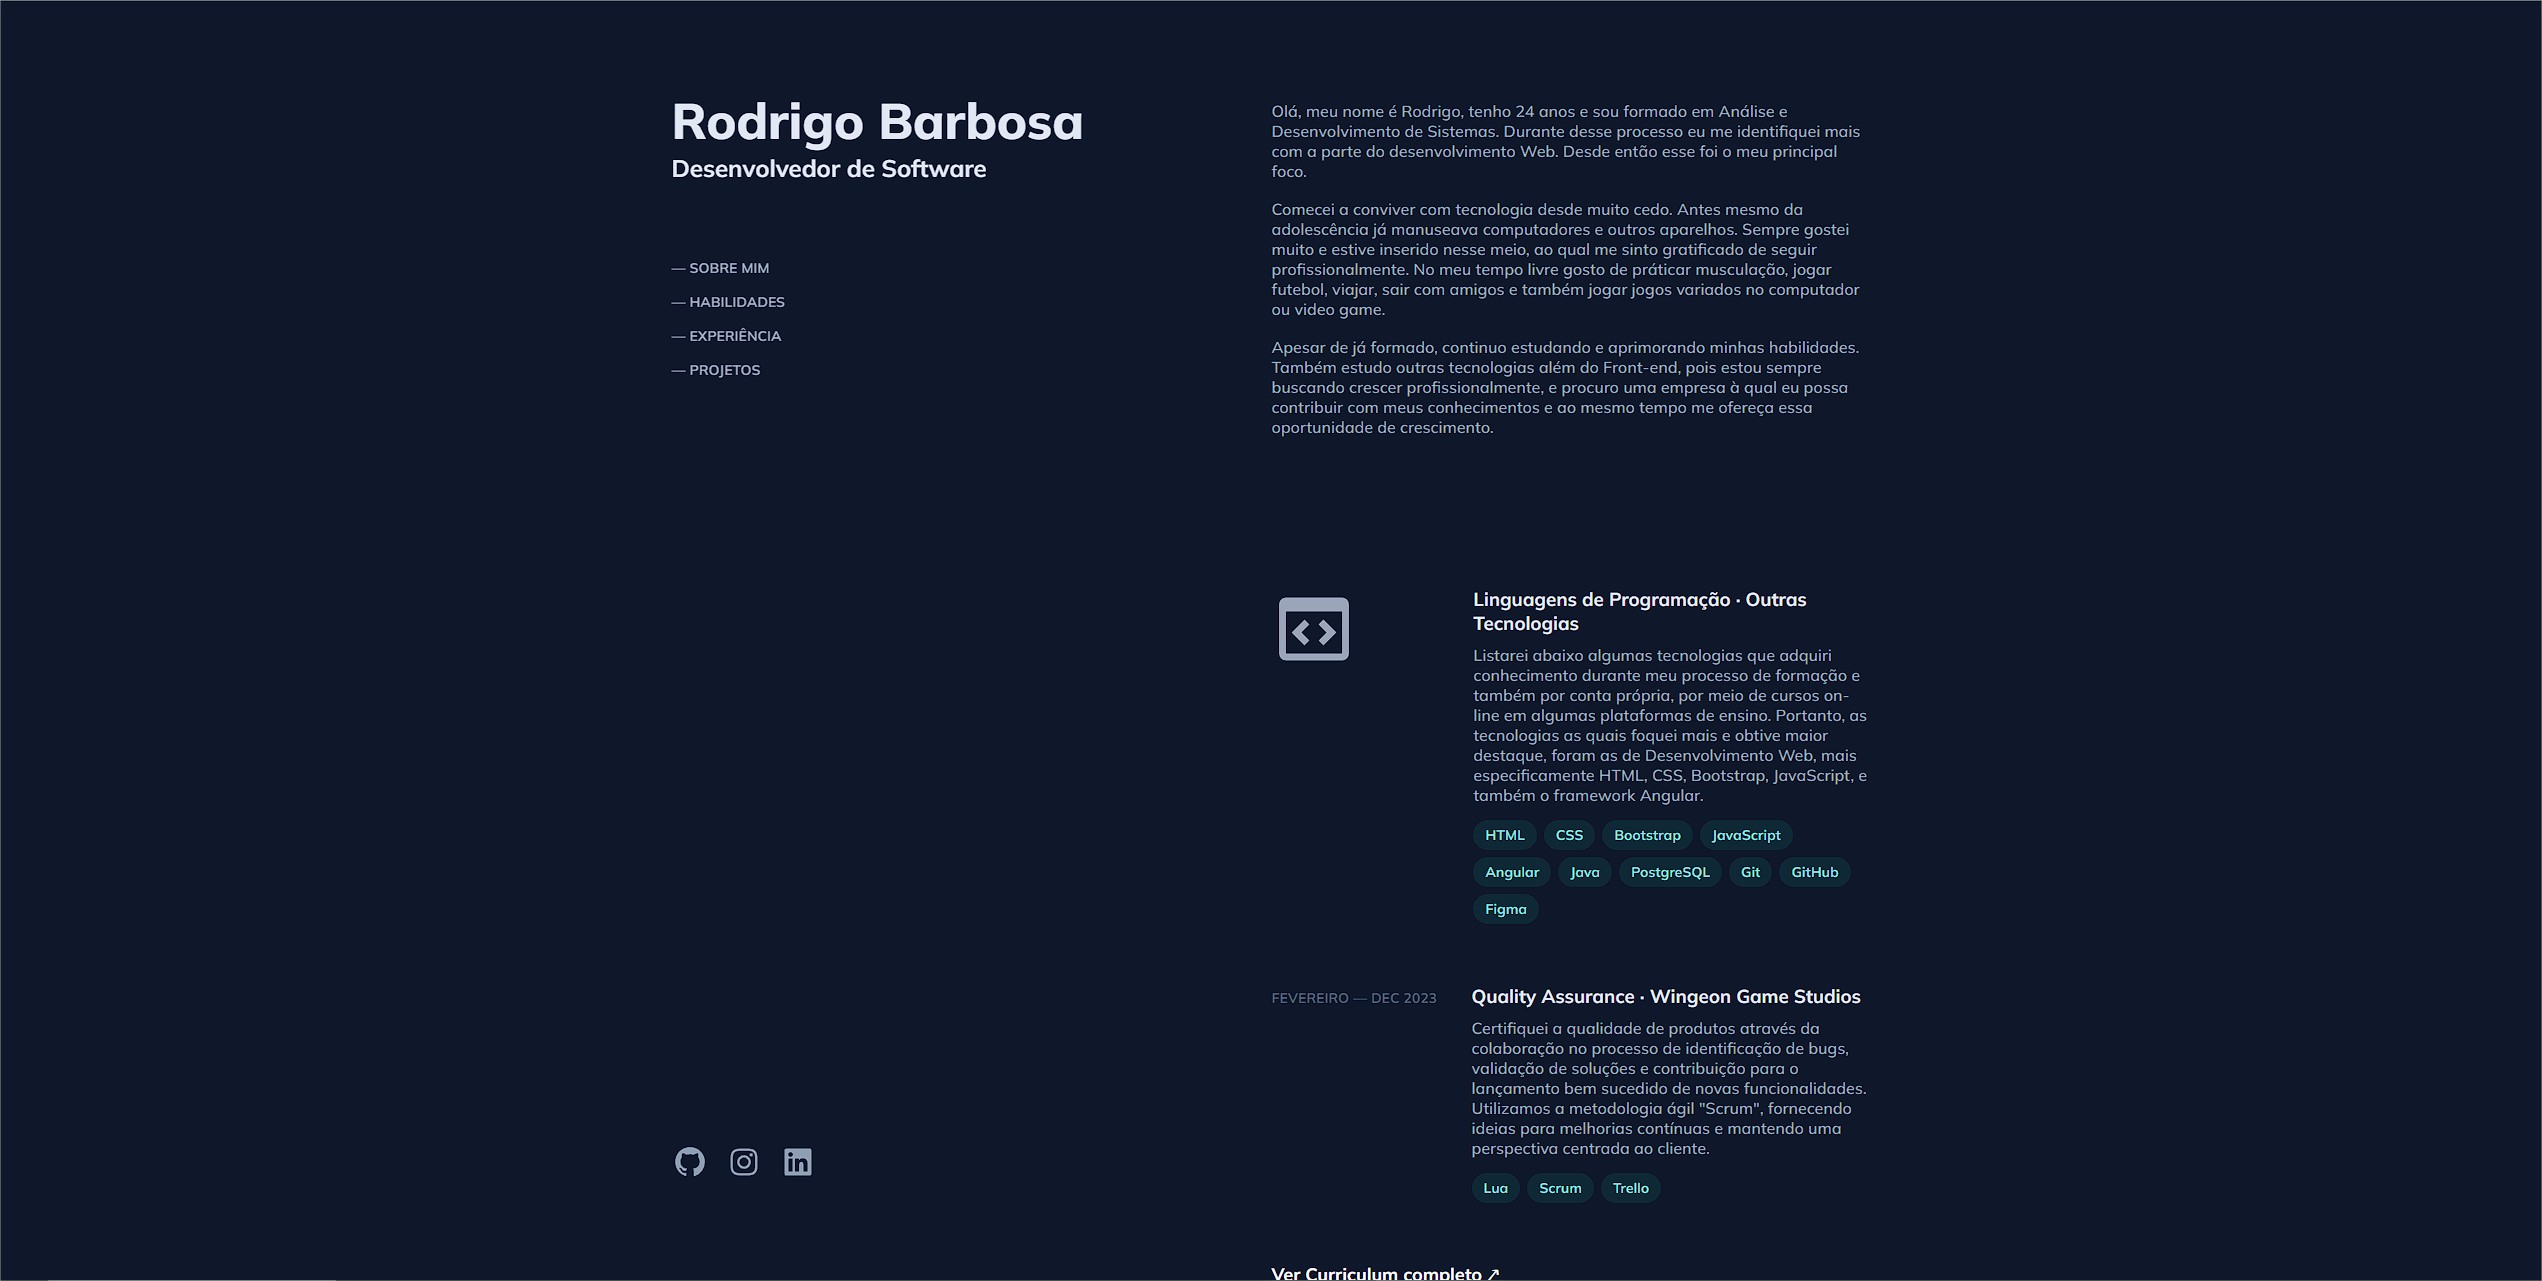 Rodrigo Barbosa
Desenvolvedor de Software
— SOBRE MIM
— HABILIDADES
— EXPERIÊNCIA
— PROJETOS
Olá, meu nome é Rodrigo, tenho 24 anos e sou formado em Análise e
Desenvolvimento de Sistemas. Durante desse processo eu me identifiquei mais
com a parte do desenvolvimento Web. Desde então esse foi o meu principal
foco.
Comecei a conviver com tecnologia desde muito cedo. Antes mesmo da
adolescência já manuseava computadores e outros aparelhos. Sempre gostei
muito e estive inserido nesse meio, ao qual me sinto gratificado de seguir
profissionalmente. No meu tempo livre gosto de práticar musculação, jogar
futebol, viajar, sair com amigos e também jogar jogos variados no computador
ou video game.
Apesar de já formado, continuo estudando e aprimorando minhas habilidades.
Também estudo outras tecnologias além do Front-end, pois estou sempre
buscando crescer profissionalmente, e procuro uma empresa à qual eu possa
contribuir com meus conhecimentos e ao mesmo tempo me ofereça essa
oportunidade de crescimento.
Linguagens de Programação · Outras
Tecnologias
Listarei abaixo algumas tecnologias que adquiri
conhecimento durante meu processo de formação e
também por conta própria, por meio de cursos on-
line em algumas plataformas de ensino. Portanto, as
tecnologias as quais foquei mais e obtive maior
destaque, foram as de Desenvolvimento Web, mais
especificamente HTML, CSS, Bootstrap, JavaScript, e
também o framework Angular.
HTML CSS Bootstrap JavaScript
Angular Java PostgreSQL Git GitHub
Figma
FEVEREIRO — DEC 2023
Quality Assurance · Wingeon Game Studios
Certifiquei a qualidade de produtos através da
colaboração no processo de identificação de bugs,
validação de soluções e contribuição para o
lançamento bem sucedido de novas funcionalidades.
Utilizamos a metodologia ágil "Scrum", fornecendo
ideias para melhorias contínuas e mantendo uma
perspectiva centrada ao cliente.
Lua Scrum Trello
Ver Curriculum completo ↗